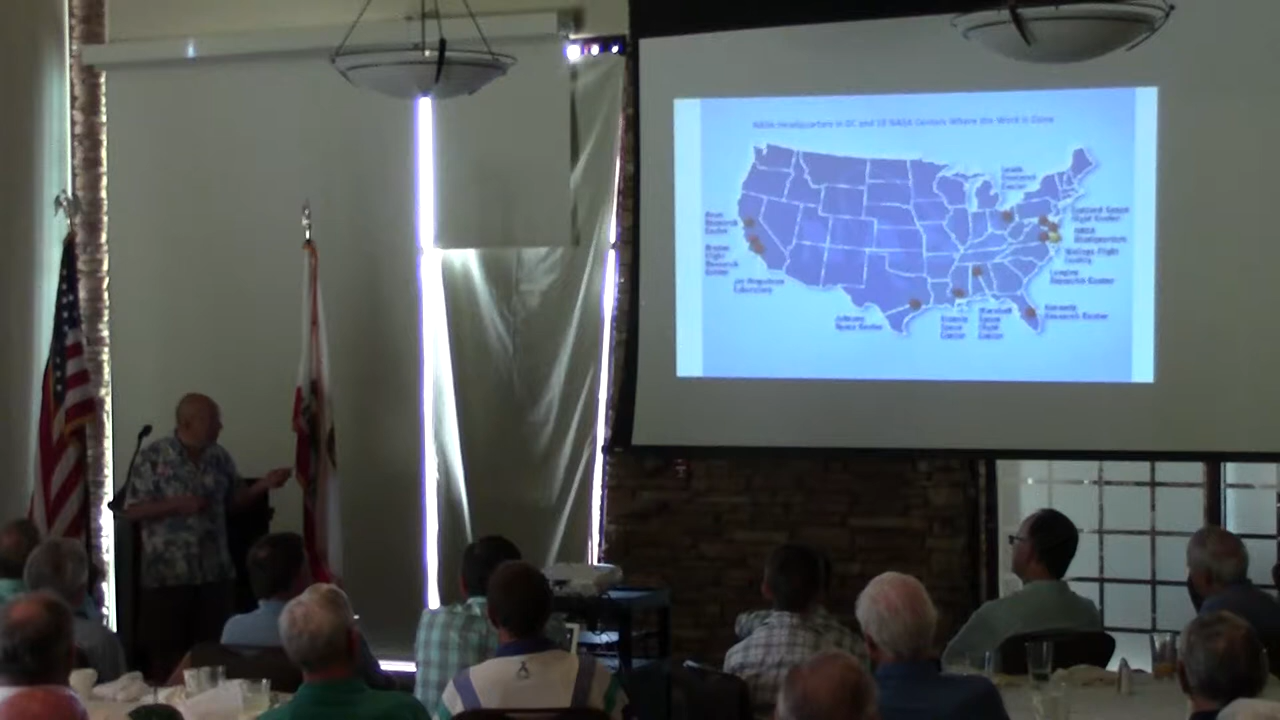 NASA Headquarters in DC and 10 NASA Centers Where the Work is Done
Ames
Research
Center
Dryden
Flight
Research
Center
Jet Propulsion
Laboratory
Johnson
Space Center
Stennis
Space
Center
Marshall
Space
Flight
Center
Kennedy
Research Center
Langley
Research Center
Wallops Flight
Facility
NASA
Headquarters
Goddard Space
Flight Center
Research
Center